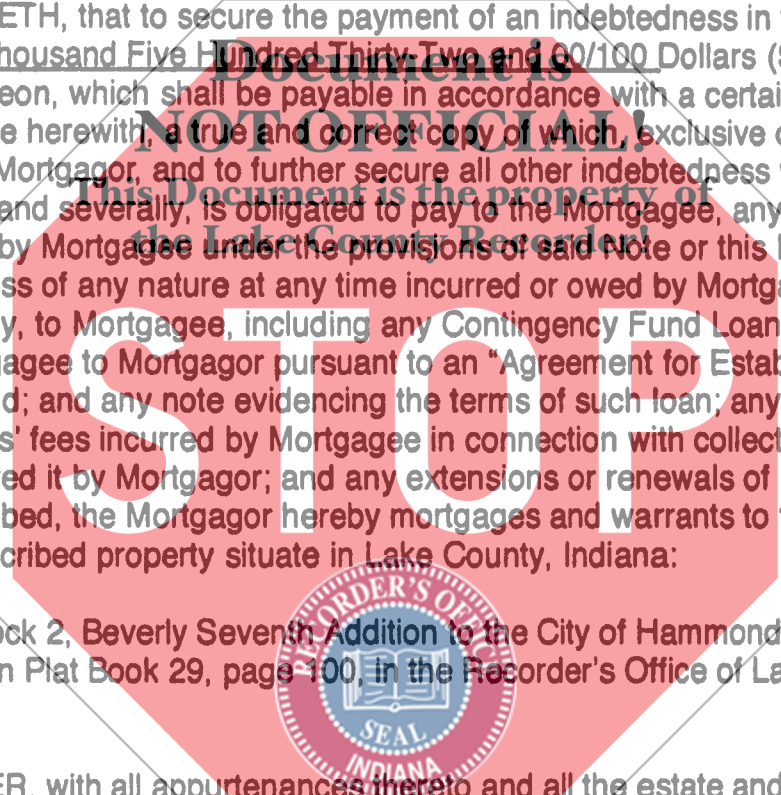 ETH, that to secure the payment of an indebtedness in
housand Five Hundred Thirty-Two and 00/100 Dollars (
eon, which shall be payable in accordance with a certai
e herewith, a true and correct copy of which, exclusive
Mortgagor, and to further secure all other indebtedness
and severally, is obligated to pay to the Mortgagee, any
by Mortgagee under the provisions of said Note or this
ss of any nature at any time incurred or owed by Mortga
y, to Mortgagee, including any Contingency Fund Loan
agee to Mortgagor pursuant to an "Agreement for Estab
d; and any note evidencing the terms of such loan; any
s' fees incurred by Mortgagee in connection with collect
ed it by Mortgagor; and any extensions or renewals of
bed, the Mortgagor hereby mortgages and warrants to
cribed property situate in Lake County, Indiana:
ock 2, Beverly Seventh Addition to the City of Hammond
n Plat Book 29, page 100, in the Recorder's Office of La
ER, with all appurtenances thereto and all the estate and
Document is
NOT OFFICIAL!
This Document is the property of
the Lake County Recorder!
STOP
RECORDER'S OFFIC
SEAL
INDIANA